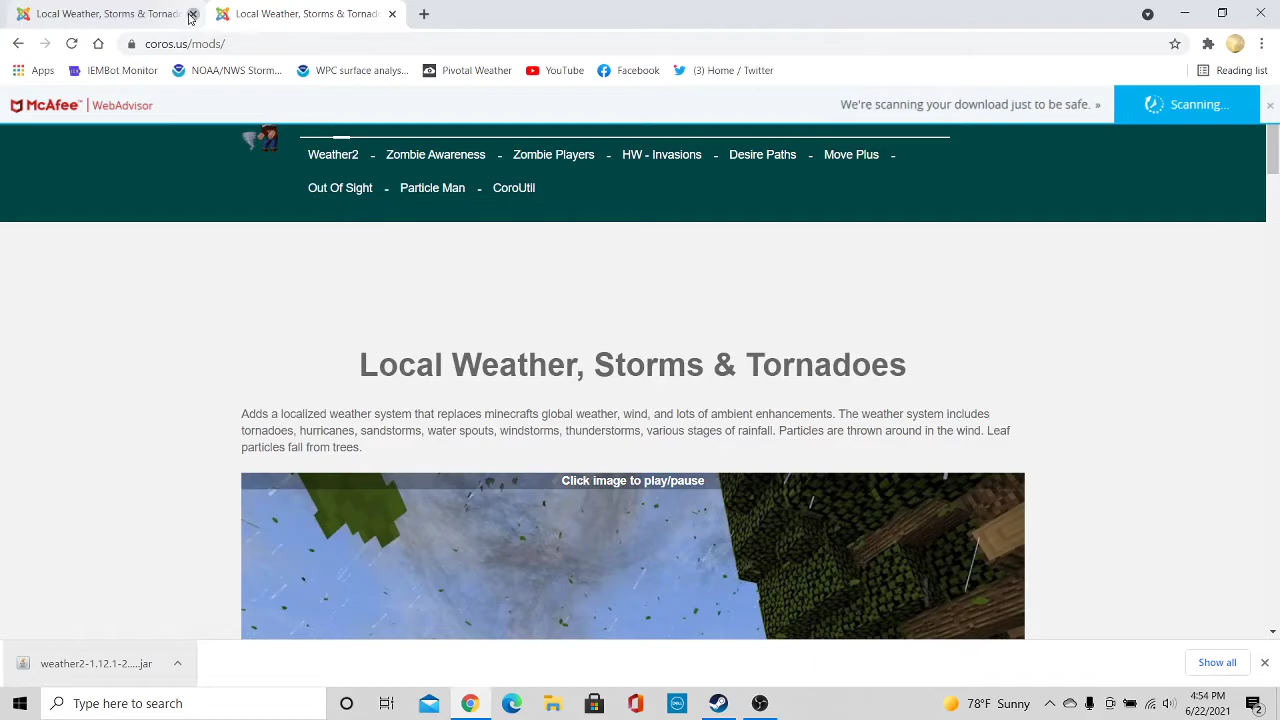 Local Weather, Storms & Tornad
Local Weather, Storms & Tornad
coros.us/mods/
Apps
IEMBot Monitor
NOAA/NWS Storm...
WPC surface analys...
Pivotal Weather
YouTube
Facebook
(3) Home / Twitter
Reading list
McAfee™ | WebAdvisor
We're scanning your download just to be safe. »
Scanning...
Weather2 - Zombie Awareness - Zombie Players - HW - Invasions - Desire Paths - Move Plus -
Out Of Sight - Particle Man - CoroUtil
Local Weather, Storms & Tornadoes
Adds a localized weather system that replaces minecrafts global weather, wind, and lots of ambient enhancements. The weather system includes
tornadoes, hurricanes, sandstorms, water spouts, windstorms, thunderstorms, various stages of rainfall. Particles are thrown around in the wind. Leaf
particles fall from trees.
Click image to play/pause
weather2-1.12.1-2....jar
Show all
Type here to search
DELL
78°F Sunny
4:54 PM
6/22/2021
2